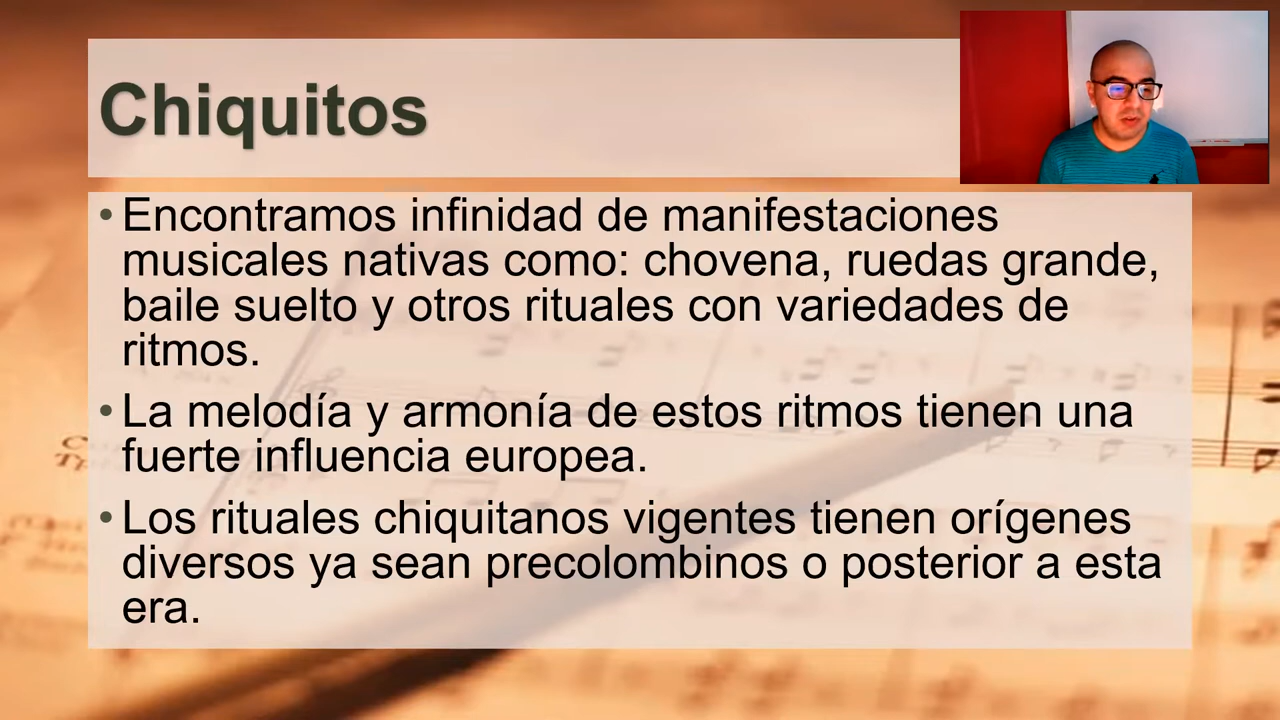 Chiquitos
• Encontramos infinidad de manifestaciones
musicales nativas como: chovena, ruedas grande,
baile suelto y otros rituales con variedades de
ritmos.
• La melodía y armonía de estos ritmos tienen una
fuerte influencia europea.
• Los rituales chiquitanos vigentes tienen orígenes
diversos ya sean precolombinos o posterior a esta
era.